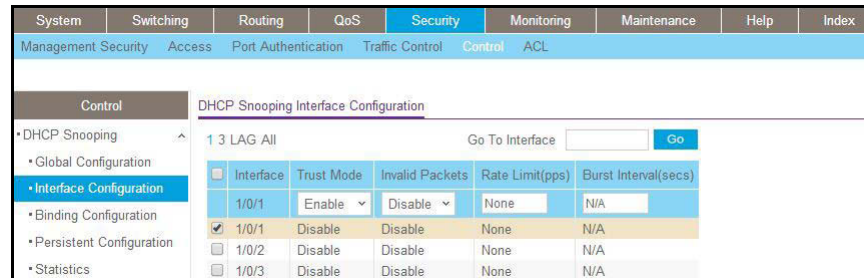 System Switching Routing QoS Security Monitoring Maintenance Help Index
Management Security Access Port Authentication Traffic Control Control ACL
Control
DHCP Snooping
Global Configuration
Interface Configuration
Binding Configuration
Persistent Configuration
Statistics
DHCP Snooping Interface Configuration
1 3 LAG All Go To Interface Go
Interface Trust Mode Invalid Packets Rate Limit(pps) Burst Interval(secs)
1/0/1 Enable Disable None N/A
1/0/1 Disable Disable None N/A
1/0/2 Disable Disable None N/A
1/0/3 Disable Disable None N/A